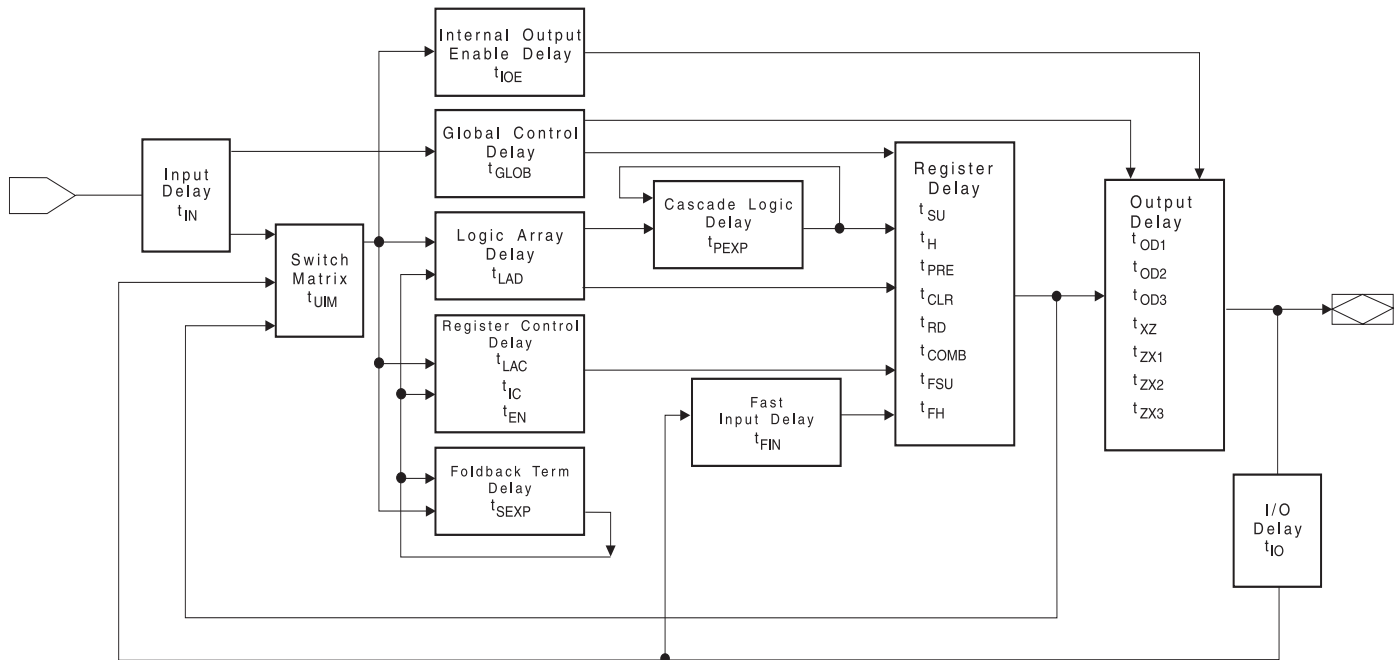 Internal Output
Enable Delay
tIOE
Global Control
Delay
tGLOB
Input
Delay
tIN
Switch
Matrix
tUIM
Logic Array
Delay
tLAD
Cascade Logic
Delay
tPEXP
Register Control
Delay
tLAC
tIC
tEN
Fast
Input Delay
tFIN
Foldback Term
Delay
tSEXP
Register
Delay
tSU
tH
tPRE
tCLR
tRD
tCOMB
tFSU
tFH
Output
Delay
tOD1
tOD2
tOD3
tXZ
tZX1
tZX2
tZX3
I/O
Delay
tIO